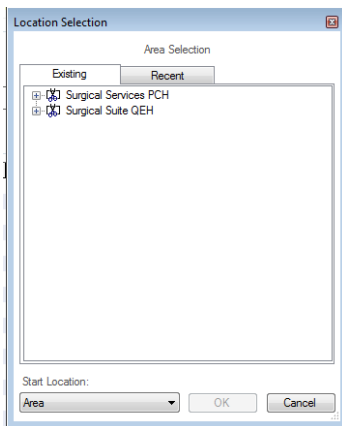 Location Selection
Area Selection
Existing Recent
Surgical Services PCH
Surgical Suite QEH
Start Location:
Area OK Cancel